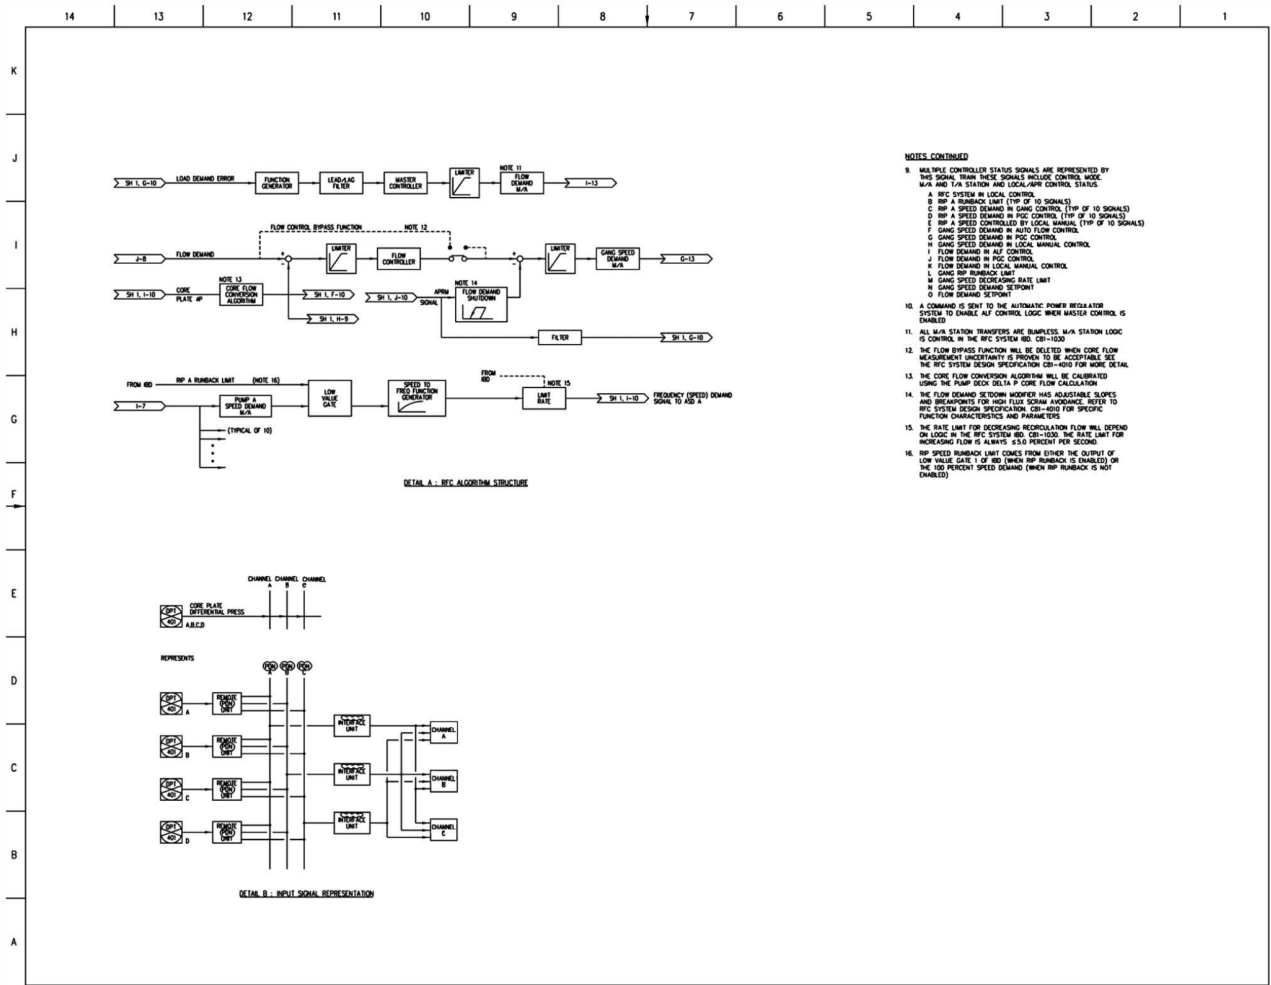 14 13 12 11 10 9 8 7 6 5 4 3 2 1
K
J
I
H
G
F
E
D
C
B
A
SH 1, G-10
LOAD DEMAND ERROR
FUNCTION
GENERATOR
LEAD/LAG
FILTER
MASTER
CONTROLLER
LIMITER
NOTE 11
FLOW
DEMAND
M/A
I-13
FLOW CONTROL BYPASS FUNCTION
NOTE 12
J-8
FLOW DEMAND
+
-
LIMITER
FLOW
CONTROLLER
+
-
LIMITER
GANG SPEED
DEMAND
M/A
G-13
NOTE 13
SH 1, I-10
CORE
PLATE
CORE FLOW
CONVERSION
ALGORITHM
SH 1, F-10
SH 1, H-9
SH 1, J-10
APRM
SIGNAL
NOTE 14
FLOW DEMAND
SHUTDOWN
FILTER
SH 1, G-10
FROM IBD
RIP A RUNBACK LIMIT (NOTE 16)
I-7
PUMP A
SPEED DEMAND
M/A
(TYPICAL OF 10)
LOW
VALUE
GATE
SPEED TO
FREQ FUNCTION
GENERATOR
FROM
IBD
NOTE 15
LIMIT
RATE
SH 1, I-10
FREQUENCY (SPEED) DEMAND
SIGNAL TO ASD A
DETAIL A : RFC ALGORITHM STRUCTURE
CHANNEL CHANNEL CHANNEL
A B C
DPT
401
A,B,C,D
CORE PLATE
DIFFERENTIAL PRESS
REPRESENTS
PDN PDN PDN
DPT
401
A
REMOTE
(PDN)
UNIT
DPT
401
B
REMOTE
(PDN)
UNIT
DPT
401
C
REMOTE
(PDN)
UNIT
DPT
401
D
REMOTE
(PDN)
UNIT
INTERFACE
UNIT
INTERFACE
UNIT
INTERFACE
UNIT
CHANNEL
A
CHANNEL
B
CHANNEL
C
DETAIL B : INPUT SIGNAL REPRESENTATION
NOTES CONTINUED
9. MULTIPLE CONTROLLER STATUS SIGNALS ARE REPRESENTED BY
THIS SIGNAL TRAIN THESE SIGNALS INCLUDE CONTROL MODE.
M/A AND T/A STATION AND LOCAL/APR CONTROL STATUS.
A RFC SYSTEM IN LOCAL CONTROL
B RIP A RUNBACK LIMIT (TYP OF 10 SIGNALS)
C RIP A SPEED DEMAND IN GANG CONTROL (TYP OF 10 SIGNALS)
D RIP A SPEED DEMAND IN PGC CONTROL (TYP OF 10 SIGNALS)
E RIP A SPEED CONTROLLED BY LOCAL MANUAL (TYP OF 10 SIGNALS)
F GANG SPEED DEMAND IN AUTO FLOW CONTROL
G GANG SPEED DEMAND IN PGC CONTROL
H GANG SPEED DEMAND IN LOCAL MANUAL CONTROL
I FLOW DEMAND IN ALF CONTROL
J FLOW DEMAND IN PGC CONTROL
K FLOW DEMAND IN LOCAL MANUAL CONTROL
L GANG RIP RUNBACK LIMIT
M GANG SPEED DECREASING RATE LIMIT
N GANG SPEED DEMAND SETPOINT
O FLOW DEMAND SETPOINT
10. A COMMAND IS SENT TO THE AUTOMATIC POWER REGULATOR
SYSTEM TO ENABLE ALF CONTROL LOGIC WHEN MASTER CONTROL IS
ENABLED
11. ALL M/A STATION TRANSFERS ARE BUMPLESS. M/A STATION LOGIC
IS CONTROL IN THE RFC SYSTEM IBD. C81-1030
12. THE FLOW BYPASS FUNCTION WILL BE DELETED WHEN CORE FLOW
MEASUREMENT UNCERTAINTY IS PROVEN TO BE ACCEPTABLE SEE
THE RFC SYSTEM DESIGN SPECIFICATION C81-4010 FOR MORE DETAIL
13. THE CORE FLOW CONVERSION ALGORITHM WILL BE CALIBRATED
USING THE PUMP DECK DELTA P CORE FLOW CALCULATION
14. THE FLOW DEMAND SETDOWN MODIFIER HAS ADJUSTABLE SLOPES
AND BREAKPOINTS FOR HIGH FLUX SCRAM AVOIDANCE. REFER TO
RFC SYSTEM DESIGN SPECIFICATION. C81-4010 FOR SPECIFIC
FUNCTION CHARACTERISTICS AND PARAMETERS
15. THE RATE LIMIT FOR DECREASING RECIRCULATION FLOW WILL DEPEND
ON LOGIC IN THE RFC SYSTEM IBD. C81-1030. THE RATE LIMIT FOR
INCREASING FLOW IS ALWAYS ≤5.0 PERCENT PER SECOND.
16. RIP SPEED RUNBACK LIMIT COMES FROM EITHER THE OUTPUT OF
LOW VALUE GATE 1 OF IBD (WHEN RIP RUNBACK IS ENABLED) OR
THE 100 PERCENT SPEED DEMAND (WHEN RIP RUNBACK IS NOT
ENABLED)